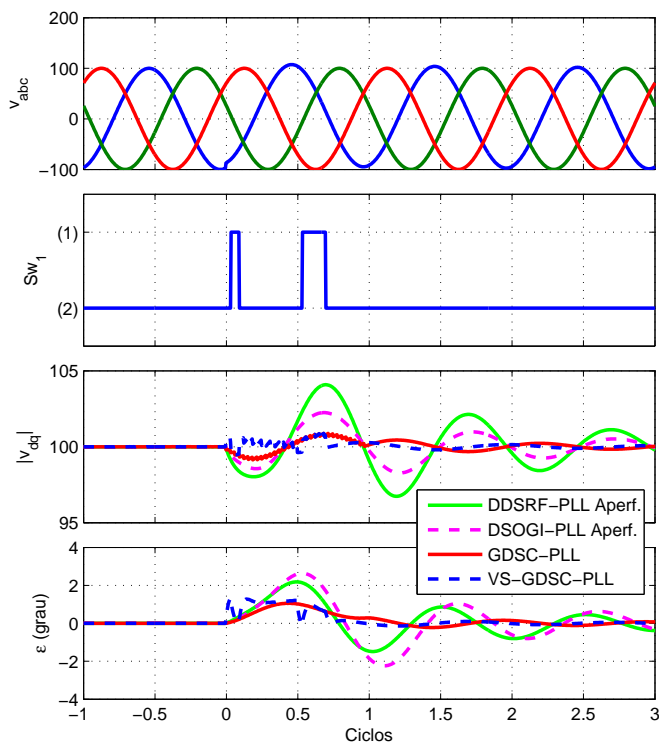 200
100
0
−100
v_abc
(1)
(2)
Sw_1
105
100
95
|v_dq|
DDSRF−PLL Aperf.
DSOGI−PLL Aperf.
GDSC−PLL
VS−GDSC−PLL
4
2
0
−2
−4
ε (grau)
−1 −0.5 0 0.5 1 1.5 2 2.5 3
Ciclos